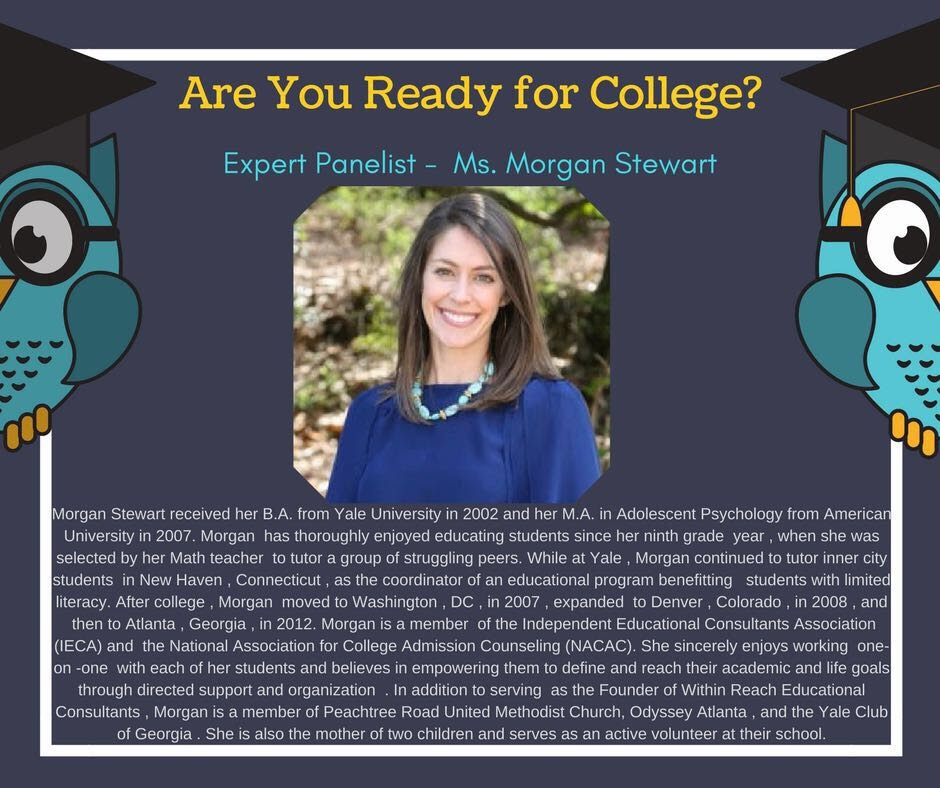 Are You Ready for College?
Expert Panelist - Ms. Morgan Stewart
Morgan Stewart received her B.A. from Yale University in 2002 and her M.A. in Adolescent Psychology from American
University in 2007. Morgan has thoroughly enjoyed educating students since her ninth grade year , when she was
selected by her Math teacher to tutor a group of struggling peers. While at Yale , Morgan continued to tutor inner city
students in New Haven , Connecticut , as the coordinator of an educational program benefitting students with limited
literacy. After college , Morgan moved to Washington , DC , in 2007 , expanded to Denver , Colorado , in 2008 , and
then to Atlanta , Georgia , in 2012. Morgan is a member of the Independent Educational Consultants Association
(IECA) and the National Association for College Admission Counseling (NACAC). She sincerely enjoys working one-
on -one with each of her students and believes in empowering them to define and reach their academic and life goals
through directed support and organization . In addition to serving as the Founder of Within Reach Educational
Consultants , Morgan is a member of Peachtree Road United Methodist Church, Odyssey Atlanta , and the Yale Club
of Georgia . She is also the mother of two children and serves as an active volunteer at their school.